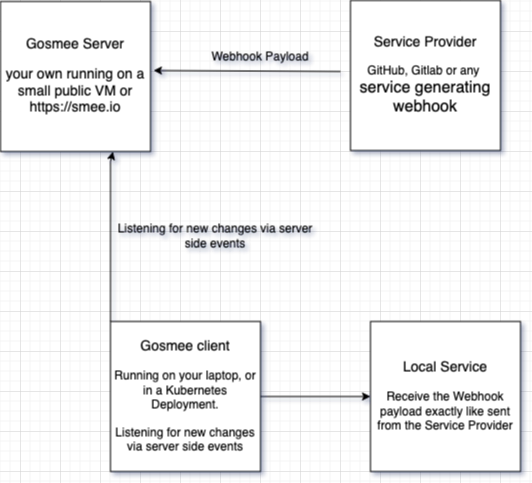 Gosmee Server
your own running on a
small public VM or
https://smee.io
Webhook Payload
Service Provider
GitHub, Gitlab or any
service generating
webhook
Listening for new changes via server
side events
Gosmee client
Running on your laptop, or
in a Kubernetes
Deployment.
Listening for new changes
via server side events
Local Service
Receive the Webhook
payload exactly like sent
from the Service Provider